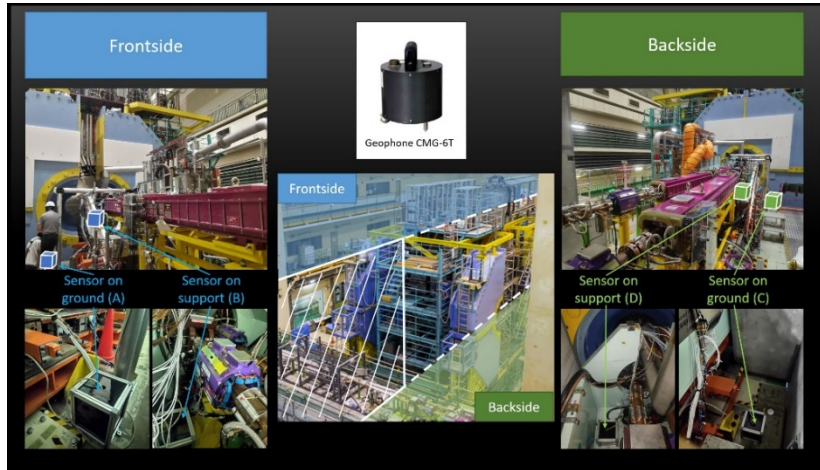 Frontside
Backside
Geophone CMG-6T
Frontside
Sensor on
ground (A)
Sensor on
support (B)
Sensor on
support (D)
Sensor on
ground (C)
Backside